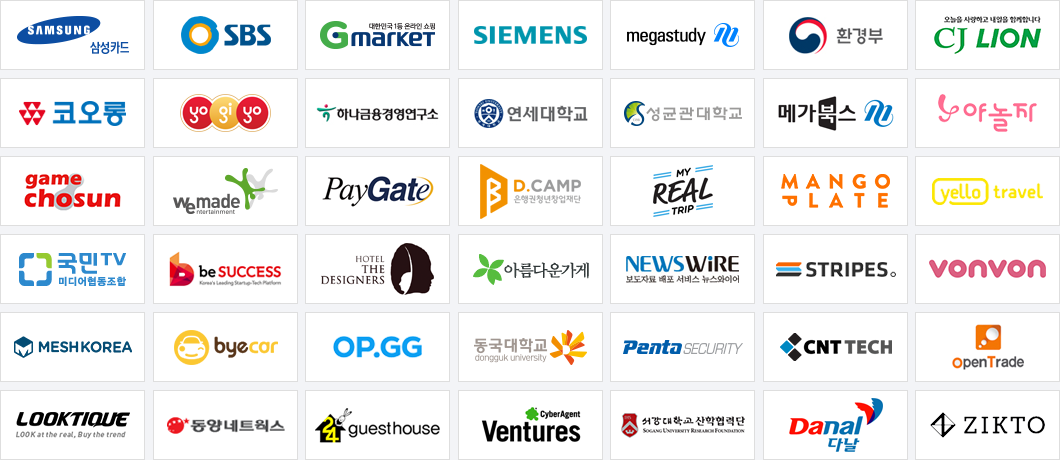 SAMSUNG
삼성카드
SBS
대한민국 1등 온라인 쇼핑
Gmarket
SIEMENS
megastudy
환경부
오늘을 사랑하고 내일을 함께합니다
CJ LION
코오롱
yo gi yo
하나금융경영연구소
연세대학교
성균관대학교
메가북스
야놀자
game
chosun
wemade
entertainment
PayGate
D.CAMP
은행권청년창업재단
MY
REAL
TRIP
MANGO
PLATE
yello travel
국민TV
미디어협동조합
be SUCCESS
Korea's Leading Startup-Tech Platform
HOTEL
THE
DESIGNERS
아름다운가게
NEWSWiRE
보도자료 배포 서비스 뉴스와이어
STRIPES.
vonvon
MESHKOREA
byecar
OP.GG
동국대학교
dongguk university
Penta SECURITY
CNT TECH
OpenTrade
LOOKTIQUE
LOOK at the real, Buy the trend
동양네트웍스
24 guesthouse
CyberAgent
Ventures
서강대학교 산학협력단
SOGANG UNIVERSITY RESEARCH FOUNDATION
Danal
다날
ZIKTO